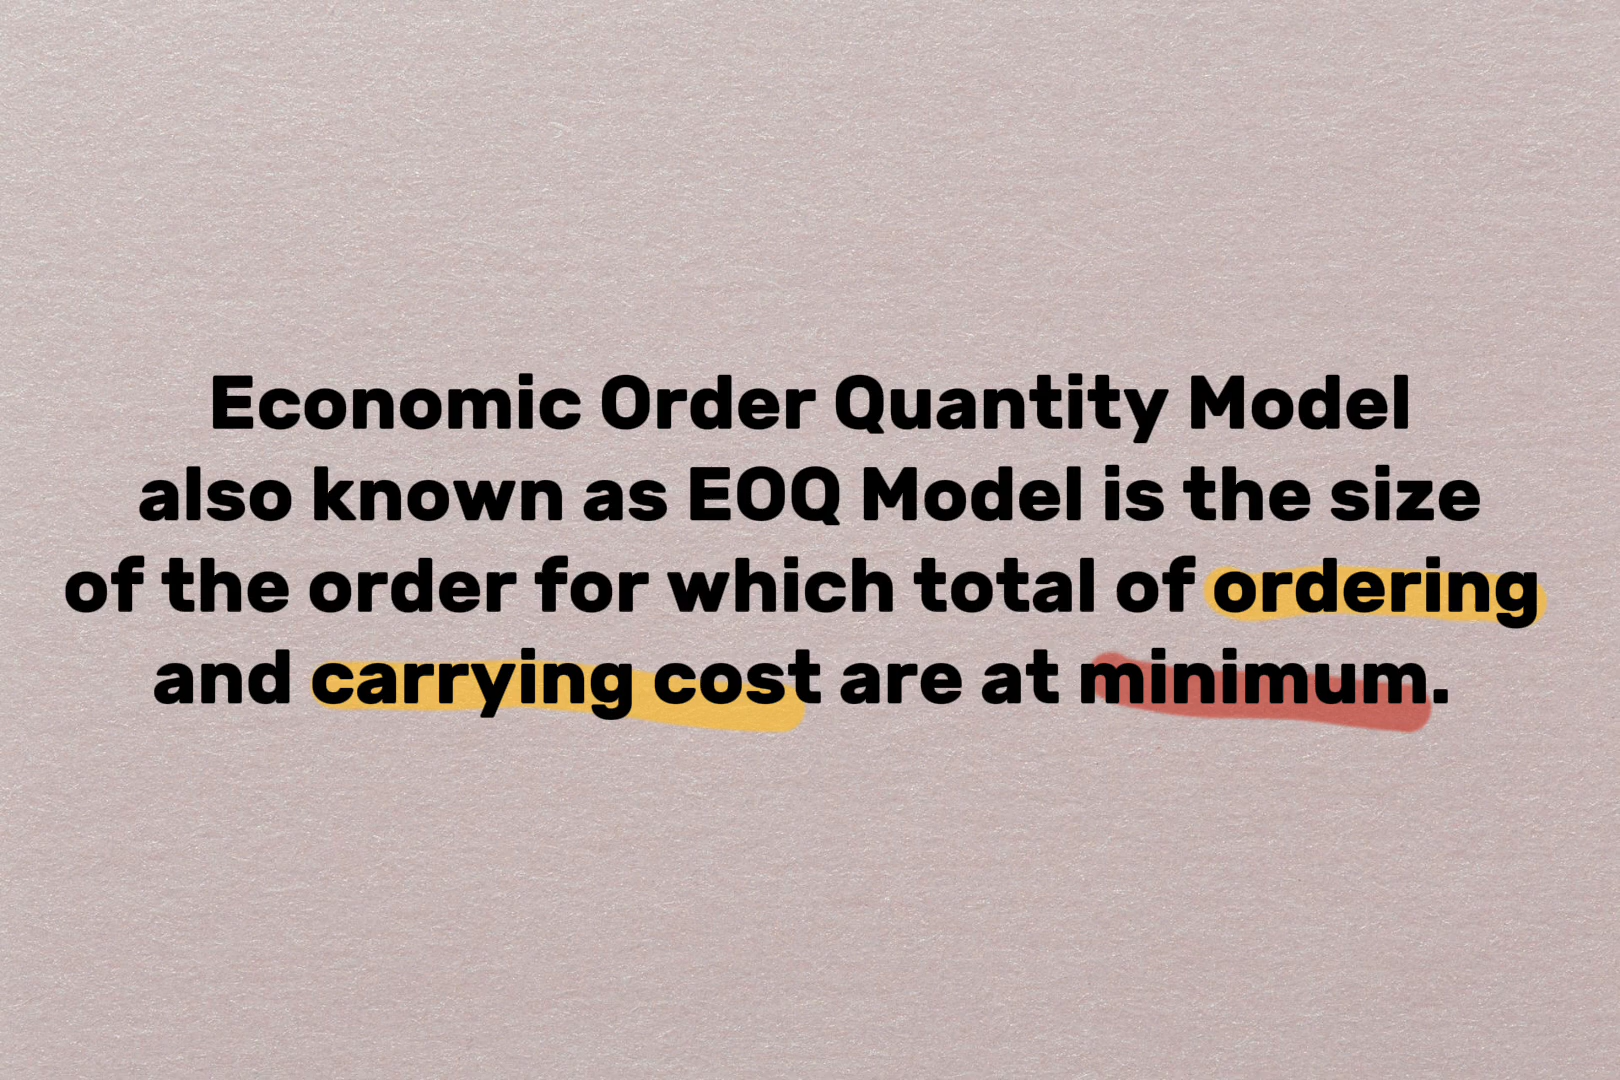 Economic Order Quantity Model
also known as EOQ Model is the size
of the order for which total of ordering
and carrying cost are at minimum.